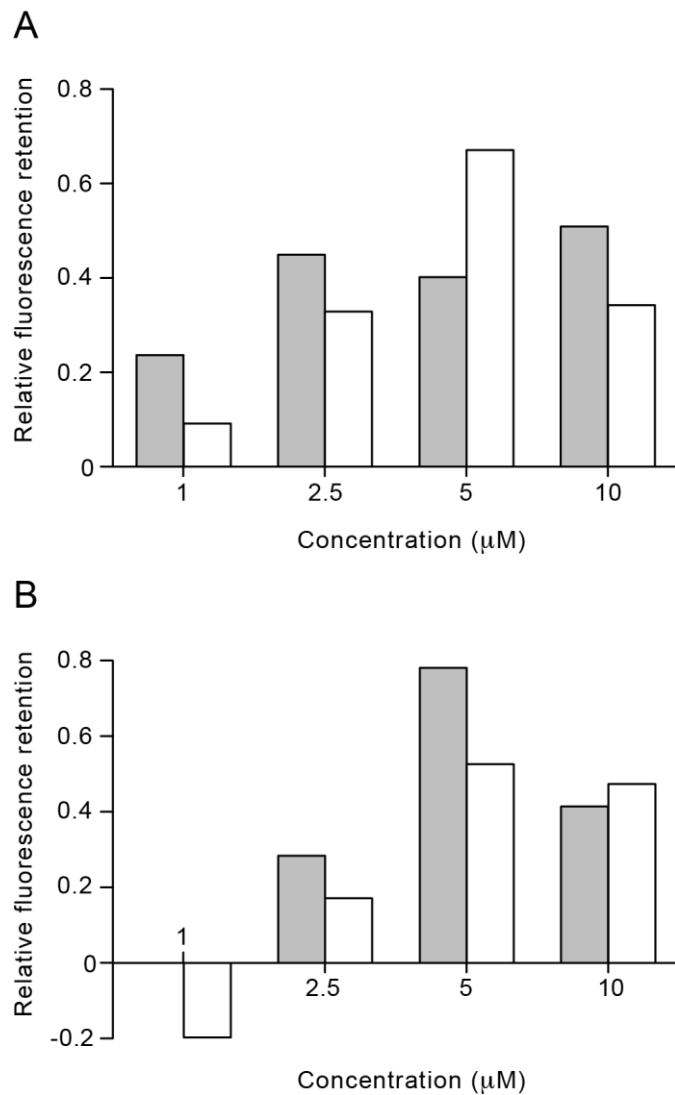 A
Relative fluorescence retention
0.8
0.6
0.4
0.2
0
1 2.5 5 10
Concentration (μM)
B
Relative fluorescence retention
0.8
0.6
0.4
0.2
0
-0.2
1
2.5 5 10
Concentration (μM)